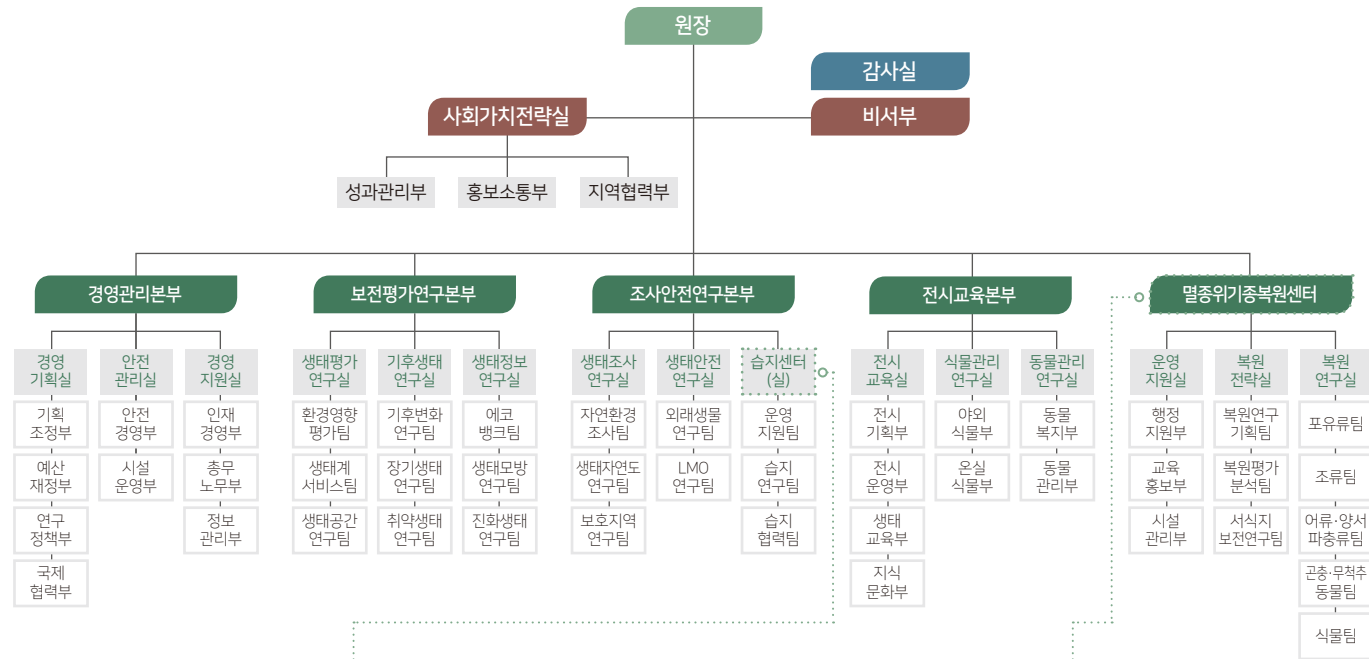 원장
감사실
사회가치전략실
비서부
성과관리부
홍보소통부
지역협력부
경영관리본부
경영
기획실
기획
조정부
예산
재정부
연구
정책부
국제
협력부
안전
관리실
안전
경영부
시설
운영부
경영
지원실
인재
경영부
총무
노무부
정보
관리부
보전평가연구본부
생태평가
연구실
환경영향
평가팀
생태계
서비스팀
생태공간
연구팀
기후생태
연구실
기후변화
연구팀
장기생태
연구팀
취약생태
연구팀
생태정보
연구실
에코
뱅크팀
생태모방
연구팀
진화생태
연구팀
조사안전연구본부
생태조사
연구실
자연환경
조사팀
생태자연도
연구팀
보호지역
연구팀
생태안전
연구실
외래생물
연구팀
LMO
연구팀
습지센터
(실)
운영
지원팀
습지
연구팀
습지
협력팀
전시교육본부
전시
교육실
전시
기획부
전시
운영부
생태
교육부
지식
문화부
식물관리
연구실
야외
식물부
온실
식물부
동물관리
연구실
동물
복지부
동물
관리부
멸종위기종복원센터
운영
지원실
행정
지원부
교육
홍보부
시설
관리부
복원
전략실
복원연구
기획팀
복원평가
분석팀
서식지
보전연구팀
복원
연구실
포유류팀
조류팀
어류·양서
파충류팀
곤충·무척추
동물팀
식물팀